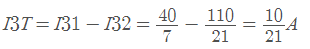 I3T = I31 − I32 = 40/7 − 110/21 = 10/21 A